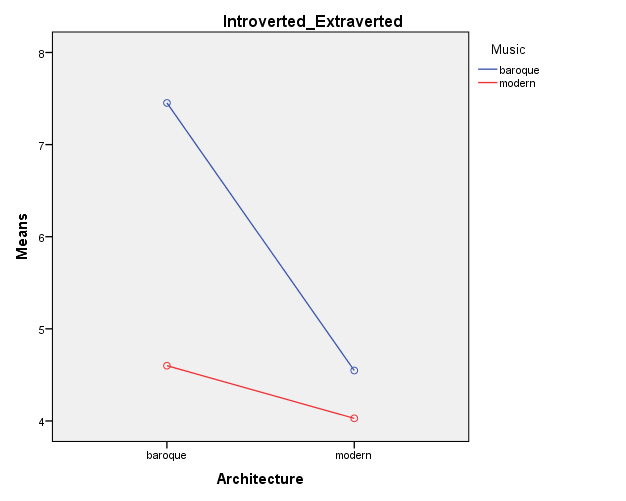 Introverted_Extraverted
Music
baroque
modern
Means
8
7
6
5
4
baroque modern
Architecture